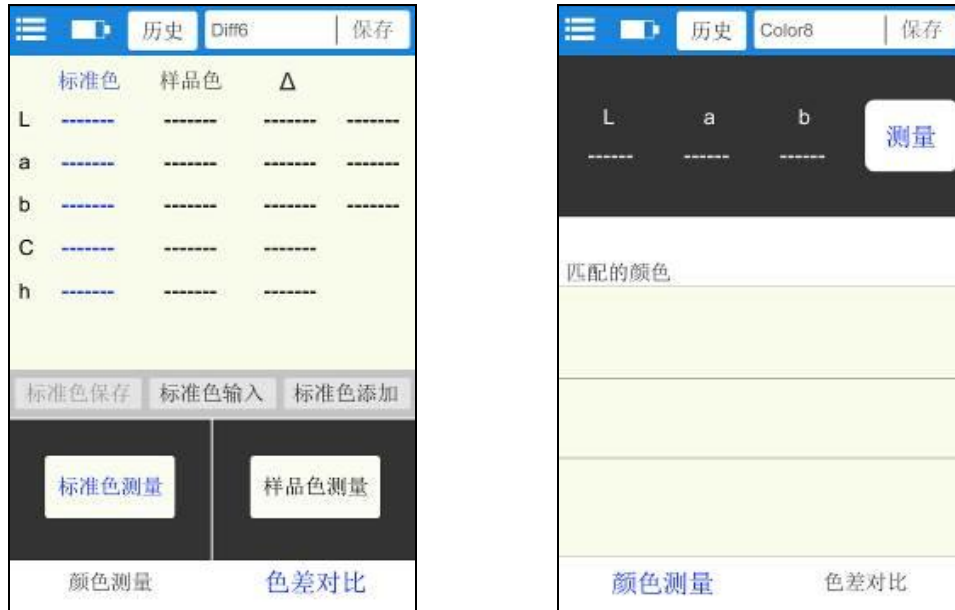 历史 Diff6 保存
标准色 样品色 Δ
L ------- ------- ------- -------
a ------- ------- ------- -------
b ------- ------- ------- -------
C ------- ------- -------
h ------- ------- -------
标准色保存 标准色输入 标准色添加
标准色测量 样品色测量
颜色测量 色差对比
历史 Color8 保存
L a b
------ ------ ------
测量
匹配的颜色
颜色测量 色差对比